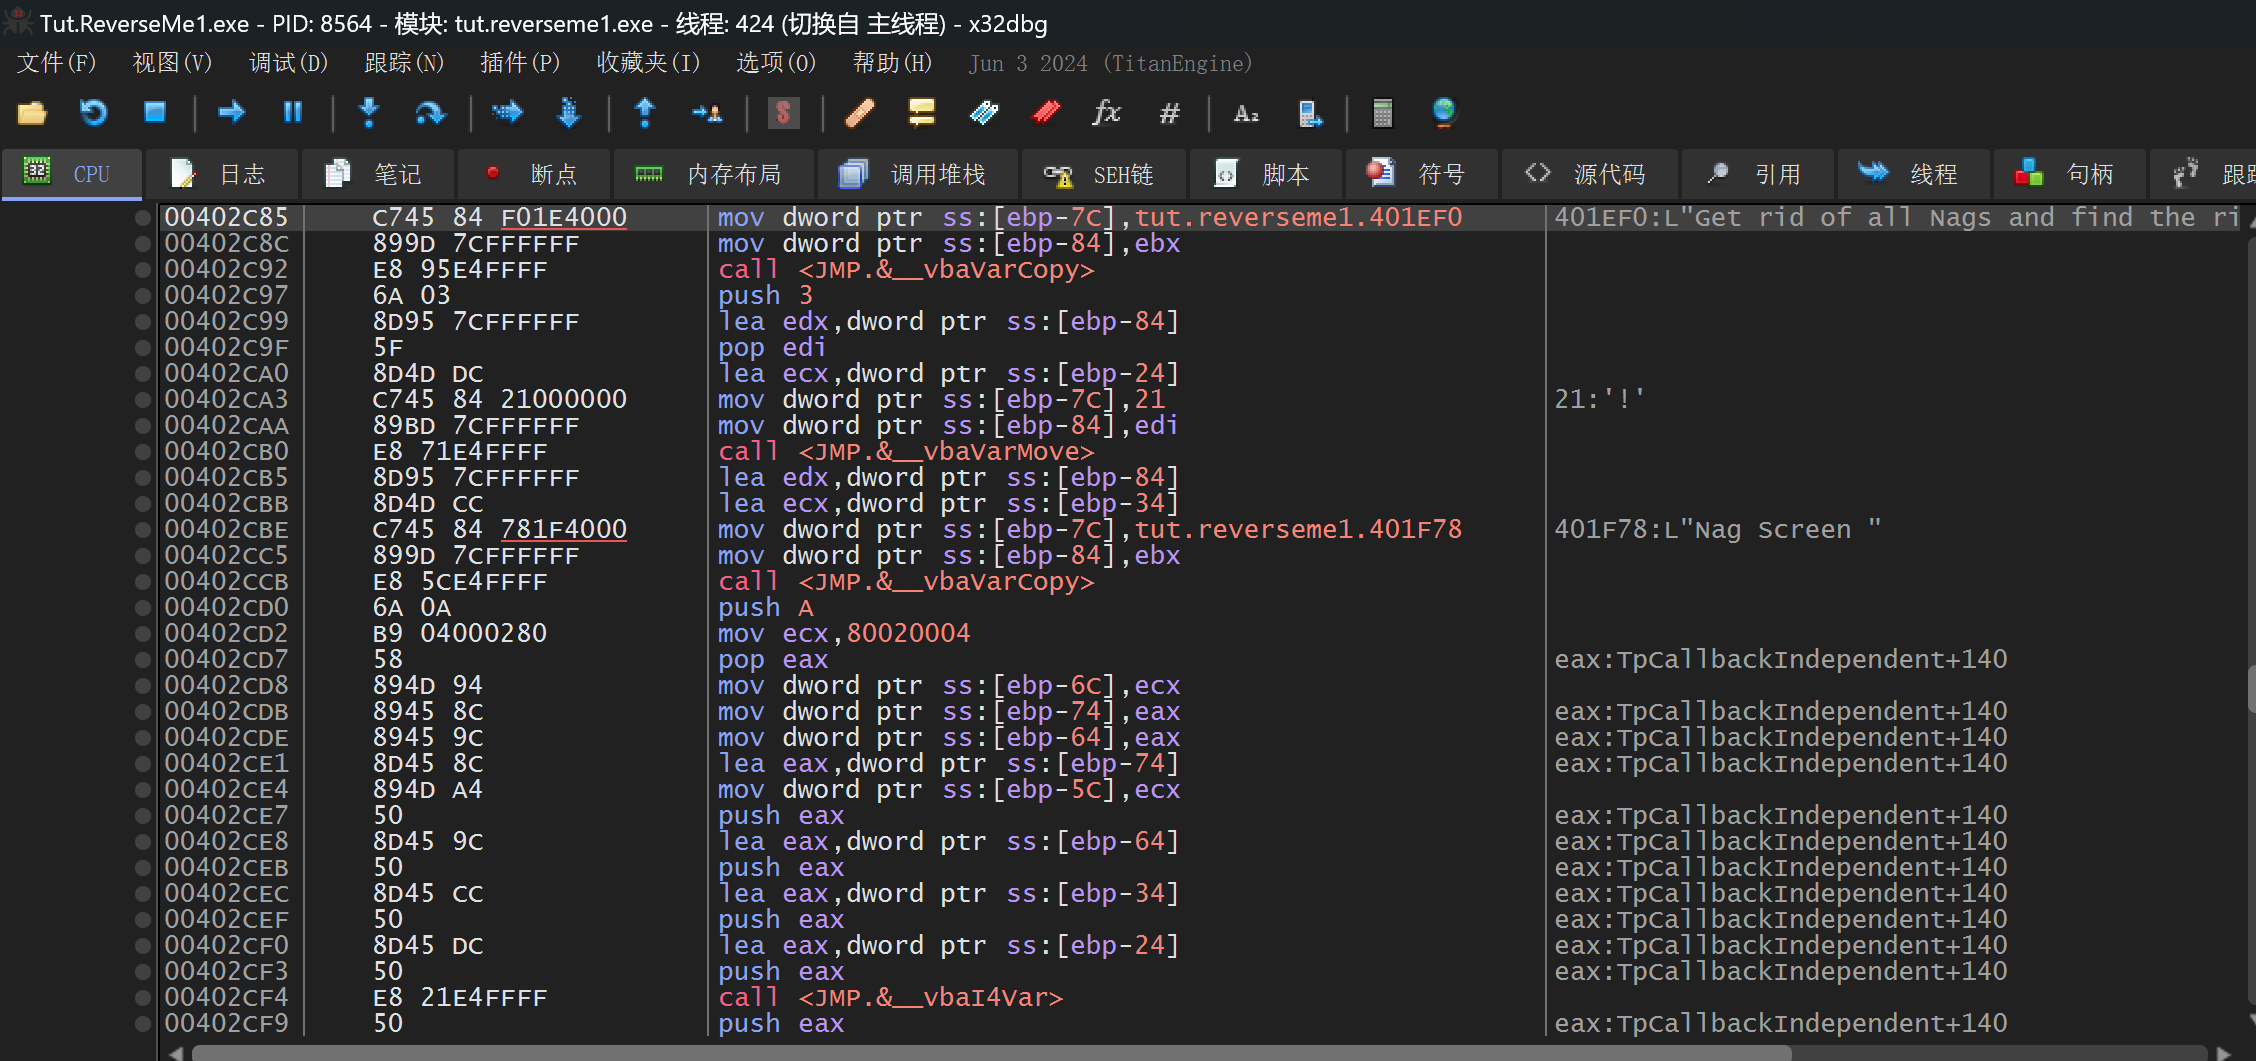 Tut.ReverseMe1.exe - PID: 8564 - 模块: tut.reverseme1.exe - 线程: 424 (切换自 主线程) - x32dbg
文件(F) 视图(V) 调试(D) 跟踪(N) 插件(P) 收藏夹(I) 选项(O) 帮助(H) Jun 3 2024 (TitanEngine)
CPU 日志 笔记 断点 内存布局 调用堆栈 SEH链 脚本 符号 源代码 引用 线程 句柄
00402C85 C745 84 F01E4000 mov dword ptr ss:[ebp-7C],tut.reverseme1.401EF0 401EF0:L"Get rid of all Nags and find the ri
00402C8C 899D 7CFFFFFF mov dword ptr ss:[ebp-84],ebx
00402C92 E8 95E4FFFF call <JMP.&__vbaVarCopy>
00402C97 6A 03 push 3
00402C99 8D95 7CFFFFFF lea edx,dword ptr ss:[ebp-84]
00402C9F 5F pop edi
00402CA0 8D4D DC lea ecx,dword ptr ss:[ebp-24]
00402CA3 C745 84 21000000 mov dword ptr ss:[ebp-7C],21 21:'!'
00402CAA 89BD 7CFFFFFF mov dword ptr ss:[ebp-84],edi
00402CB0 E8 71E4FFFF call <JMP.&__vbaVarMove>
00402CB5 8D95 7CFFFFFF lea edx,dword ptr ss:[ebp-84]
00402CBB 8D4D CC lea ecx,dword ptr ss:[ebp-34]
00402CBE C745 84 781F4000 mov dword ptr ss:[ebp-7C],tut.reverseme1.401F78 401F78:L"Nag Screen "
00402CC5 899D 7CFFFFFF mov dword ptr ss:[ebp-84],ebx
00402CCB E8 5CE4FFFF call <JMP.&__vbaVarCopy>
00402CD0 6A 0A push A
00402CD2 B9 04000280 mov ecx,80020004
00402CD7 58 pop eax eax:TpCallbackIndependent+140
00402CD8 894D 94 mov dword ptr ss:[ebp-6C],ecx
00402CDB 8945 8C mov dword ptr ss:[ebp-74],eax eax:TpCallbackIndependent+140
00402CDE 8945 9C mov dword ptr ss:[ebp-64],eax eax:TpCallbackIndependent+140
00402CE1 8D45 8C lea eax,dword ptr ss:[ebp-74] eax:TpCallbackIndependent+140
00402CE4 894D A4 mov dword ptr ss:[ebp-5C],ecx
00402CE7 50 push eax eax:TpCallbackIndependent+140
00402CE8 8D45 9C lea eax,dword ptr ss:[ebp-64] eax:TpCallbackIndependent+140
00402CEB 50 push eax eax:TpCallbackIndependent+140
00402CEC 8D45 CC lea eax,dword ptr ss:[ebp-34] eax:TpCallbackIndependent+140
00402CEF 50 push eax eax:TpCallbackIndependent+140
00402CF0 8D45 DC lea eax,dword ptr ss:[ebp-24] eax:TpCallbackIndependent+140
00402CF3 50 push eax eax:TpCallbackIndependent+140
00402CF4 E8 21E4FFFF call <JMP.&__vbaI4Var>
00402CF9 50 push eax eax:TpCallbackIndependent+140